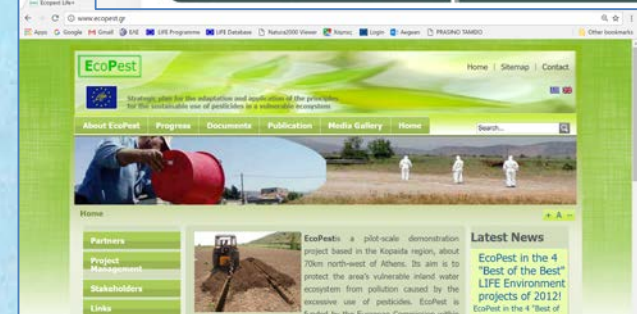 Ecopest Life+
www.ecopest.gr
Apps Google Gmail EAE LIFE Programme LIFE Database Natura2000 Viewer Νομος Login Aegean PRASINO TAMEIO Other bookmarks
EcoPest
Home | Sitemap | Contact
Strategic plan for the adaptation and application of the principles
for the sustainable use of pesticides in a vulnerable ecosystem
About EcoPest Progress Documents Publication Media Gallery Home Search...
Home
+ A -
Partners
Project
Management
Stakeholders
Links
EcoPestis a pilot-scale demonstration
project based in the Kopaida region, about
70km north-west of Athens. Its aim is to
protect the area's vulnerable inland water
ecosystem from pollution caused by the
excessive use of pesticides. EcoPest is
funded by the European Commission within
Latest News
EcoPest in the 4
"Best of the Best"
LIFE Environment
projects of 2012!
EcoPest in the 4 "Best of